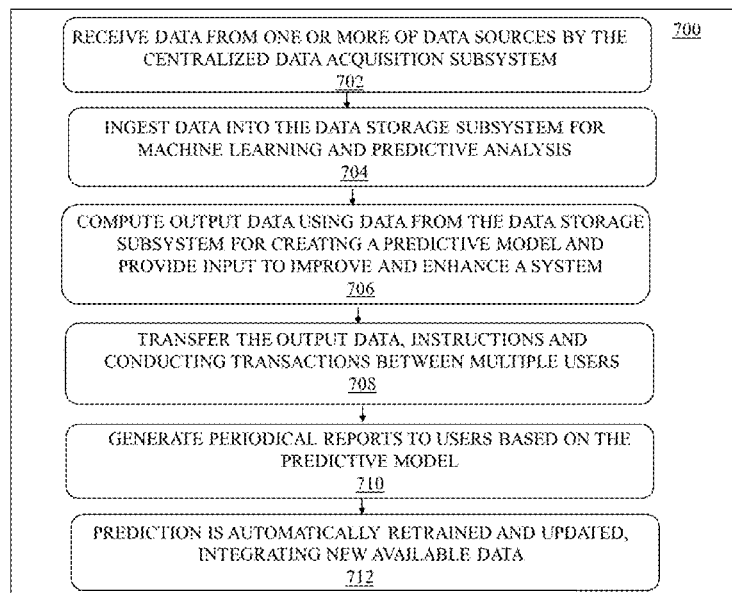 700
RECEIVE DATA FROM ONE OR MORE OF DATA SOURCES BY THE
CENTRALIZED DATA ACQUISITION SUBSYSTEM
702
INGEST DATA INTO THE DATA STORAGE SUBSYSTEM FOR
MACHINE LEARNING AND PREDICTIVE ANALYSIS
704
COMPUTE OUTPUT DATA USING DATA FROM THE DATA STORAGE
SUBSYSTEM FOR CREATING A PREDICTIVE MODEL AND
PROVIDE INPUT TO IMPROVE AND ENHANCE A SYSTEM
706
TRANSFER THE OUTPUT DATA, INSTRUCTIONS AND
CONDUCTING TRANSACTIONS BETWEEN MULTIPLE USERS
708
GENERATE PERIODICAL REPORTS TO USERS BASED ON THE
PREDICTIVE MODEL
710
PREDICTION IS AUTOMATICALLY RETRAINED AND UPDATED,
INTEGRATING NEW AVAILABLE DATA
712